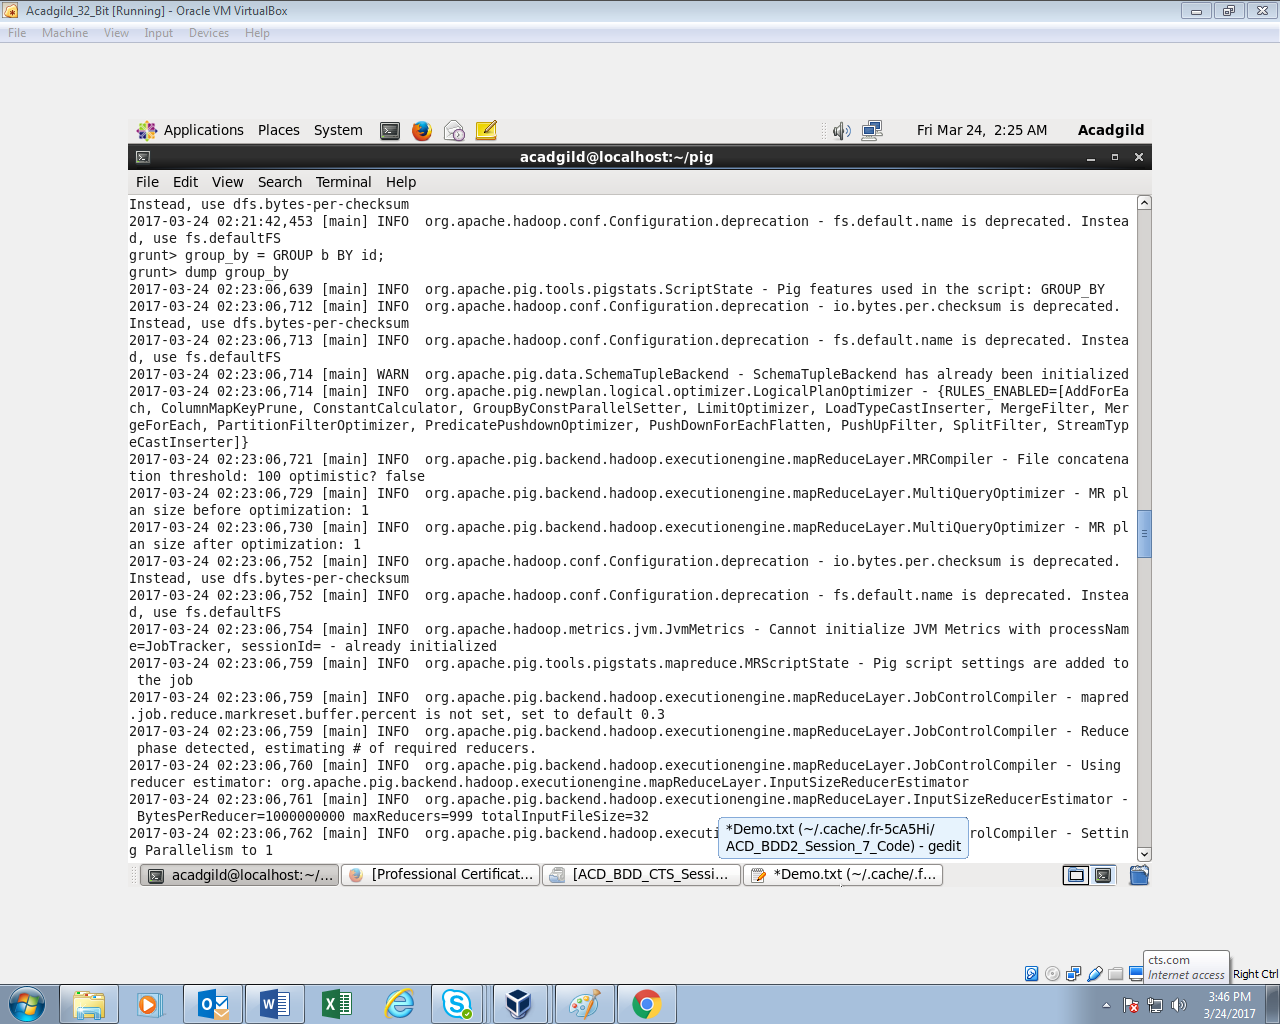 Acadgild_32_Bit [Running] - Oracle VM VirtualBox
File Machine View Input Devices Help
Applications Places System Fri Mar 24, 2:25 AM Acadgild
acadgild@localhost:~/pig
File Edit View Search Terminal Help
Instead, use dfs.bytes-per-checksum
2017-03-24 02:21:42,453 [main] INFO  org.apache.hadoop.conf.Configuration.deprecation - fs.default.name is deprecated. Instea
d, use fs.defaultFS
grunt> group_by = GROUP b BY id;
grunt> dump group_by
2017-03-24 02:23:06,639 [main] INFO  org.apache.pig.tools.pigstats.ScriptState - Pig features used in the script: GROUP_BY
2017-03-24 02:23:06,712 [main] INFO  org.apache.hadoop.conf.Configuration.deprecation - io.bytes.per.checksum is deprecated.
Instead, use dfs.bytes-per-checksum
2017-03-24 02:23:06,713 [main] INFO  org.apache.hadoop.conf.Configuration.deprecation - fs.default.name is deprecated. Instea
d, use fs.defaultFS
2017-03-24 02:23:06,714 [main] WARN  org.apache.pig.data.SchemaTupleBackend - SchemaTupleBackend has already been initialized
2017-03-24 02:23:06,714 [main] INFO  org.apache.pig.newplan.logical.optimizer.LogicalPlanOptimizer - {RULES_ENABLED=[AddForEa
ch, ColumnMapKeyPrune, ConstantCalculator, GroupByConstParallelSetter, LimitOptimizer, LoadTypeCastInserter, MergeFilter, Mer
geForEach, PartitionFilterOptimizer, PredicatePushdownOptimizer, PushDownForEachFlatten, PushUpFilter, SplitFilter, StreamTyp
eCastInserter]}
2017-03-24 02:23:06,721 [main] INFO  org.apache.pig.backend.hadoop.executionengine.mapReduceLayer.MRCompiler - File concatena
tion threshold: 100 optimistic? false
2017-03-24 02:23:06,729 [main] INFO  org.apache.pig.backend.hadoop.executionengine.mapReduceLayer.MultiQueryOptimizer - MR pl
an size before optimization: 1
2017-03-24 02:23:06,730 [main] INFO  org.apache.pig.backend.hadoop.executionengine.mapReduceLayer.MultiQueryOptimizer - MR pl
an size after optimization: 1
2017-03-24 02:23:06,752 [main] INFO  org.apache.hadoop.conf.Configuration.deprecation - io.bytes.per.checksum is deprecated.
Instead, use dfs.bytes-per-checksum
2017-03-24 02:23:06,752 [main] INFO  org.apache.hadoop.conf.Configuration.deprecation - fs.default.name is deprecated. Instea
d, use fs.defaultFS
2017-03-24 02:23:06,754 [main] INFO  org.apache.hadoop.metrics.jvm.JvmMetrics - Cannot initialize JVM Metrics with processNam
e=JobTracker, sessionId= - already initialized
2017-03-24 02:23:06,759 [main] INFO  org.apache.pig.tools.pigstats.mapreduce.MRScriptState - Pig script settings are added to
the job
2017-03-24 02:23:06,759 [main] INFO  org.apache.pig.backend.hadoop.executionengine.mapReduceLayer.JobControlCompiler - mapred
.job.reduce.markreset.buffer.percent is not set, set to default 0.3
2017-03-24 02:23:06,759 [main] INFO  org.apache.pig.backend.hadoop.executionengine.mapReduceLayer.JobControlCompiler - Reduce
phase detected, estimating # of required reducers.
2017-03-24 02:23:06,760 [main] INFO  org.apache.pig.backend.hadoop.executionengine.mapReduceLayer.JobControlCompiler - Using
reducer estimator: org.apache.pig.backend.hadoop.executionengine.mapReduceLayer.InputSizeReducerEstimator
2017-03-24 02:23:06,761 [main] INFO  org.apache.pig.backend.hadoop.executionengine.mapReduceLayer.InputSizeReducerEstimator -
BytesPerReducer=1000000000 maxReducers=999 totalInputFileSize=32
2017-03-24 02:23:06,762 [main] INFO  org.apache.pig.backend.hadoop.executi rolCompiler - Settin
g Parallelism to 1
*Demo.txt (~/.cache/.fr-5cA5Hi/
ACD_BDD2_Session_7_Code) - gedit
acadgild@localhost:~/... [Professional Certificat... [ACD_BDD_CTS_Sessi... *Demo.txt (~/.cache/.f...
cts.com
Internet access
Right Ctrl
3:46 PM
3/24/2017